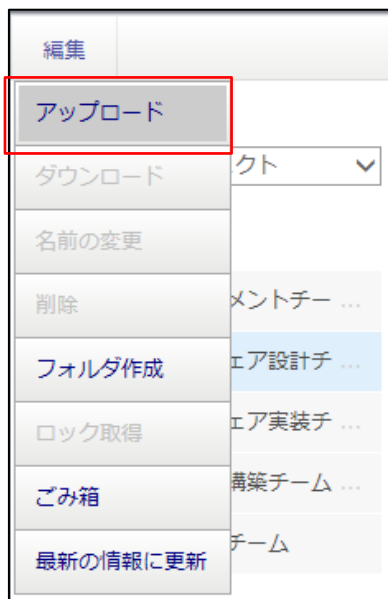 編集
アップロード
ダウンロード
クト
名前の変更
削除
メントチー ...
フォルダ作成
ェア設計チ ...
ロック取得
ェア実装チ ...
ごみ箱
構築チーム ...
最新の情報に更新
チーム